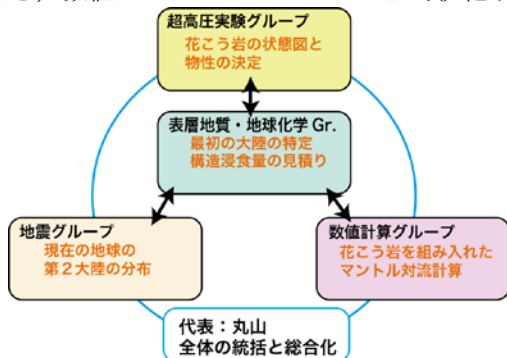 超高圧実験グループ
花こう岩の状態図と
物性の決定
表層地質・地球化学 Gr.
最初の大陸の特定
構造浸食量の見積り
地震グループ
現在の地球の
第２大陸の分布
数値計算グループ
花こう岩を組み入れた
マントル対流計算
代表：丸山
全体の統括と総合化